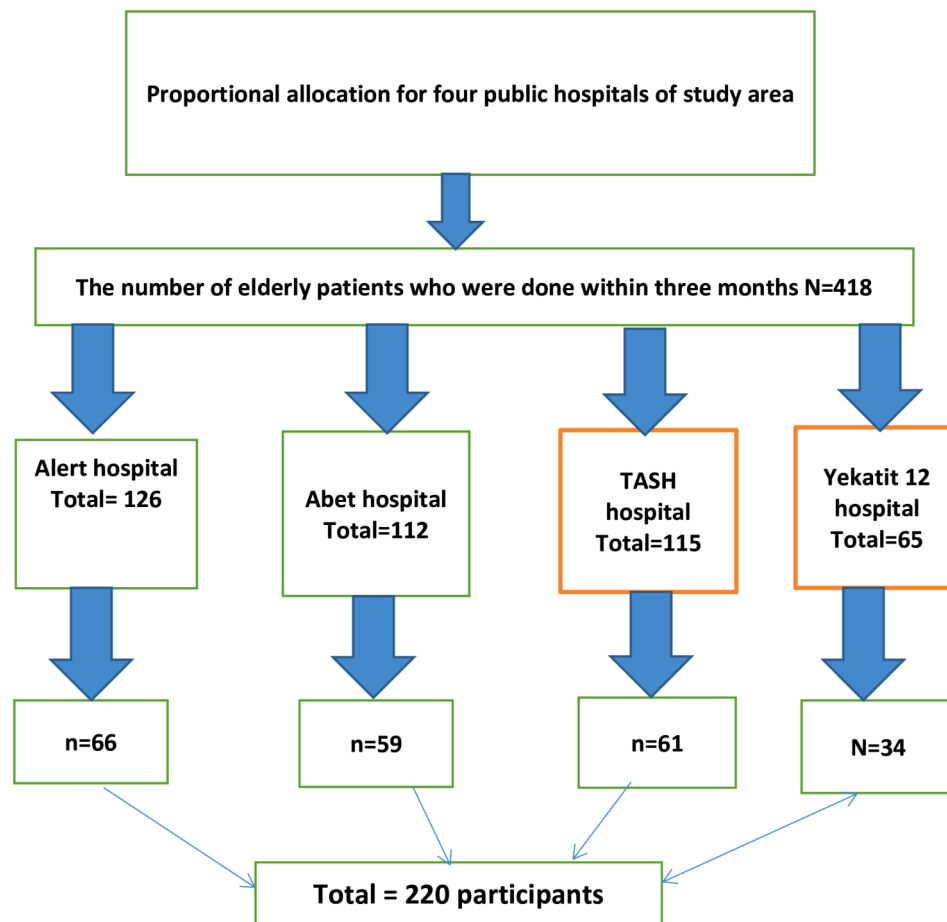 Proportional allocation for four public hospitals of study area
The number of elderly patients who were done within three months N=418
Alert hospital
Total= 126
Abet hospital
Total=112
TASH
hospital
Total=115
Yekatit 12
hospital
Total=65
n=66
n=59
n=61
N=34
Total = 220 participants